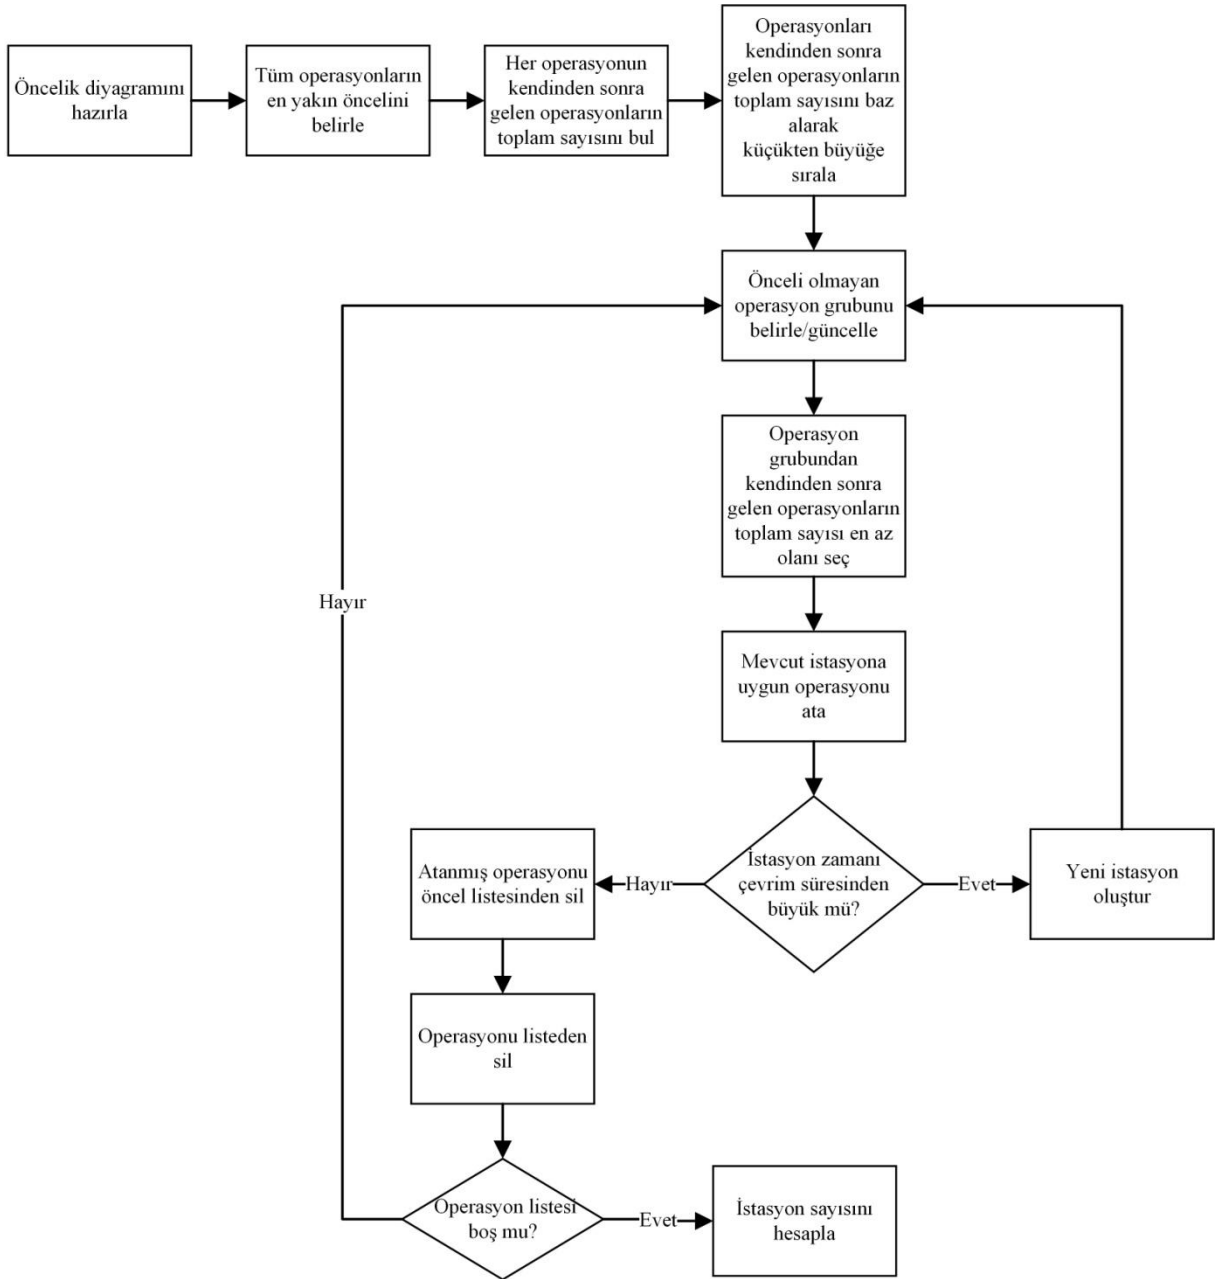 Öncelik diyagramını
hazırla
Tüm operasyonların
en yakın öncelini
belirle
Her operasyonun
kendinden sonra
gelen operasyonların
toplam sayısını bul
Operasyonları
kendinden sonra
gelen operasyonların
toplam sayısını baz
alarak
küçükten büyüğe
sırala
Önceli olmayan
operasyon grubunu
belirle/güncelle
Operasyon
grubundan
kendinden sonra
gelen operasyonların
toplam sayısı en az
olanı seç
Mevcut istasyona
uygun operasyonu
ata
İstasyon zamanı
çevrim süresinden
büyük mü?
Evet
Yeni istasyon
oluştur
Hayır
Atanmış operasyonu
öncel listesinden sil
Operasyonu listeden
sil
Operasyon listesi
boş mu?
Hayır
Evet
İstasyon sayısını
hesapla